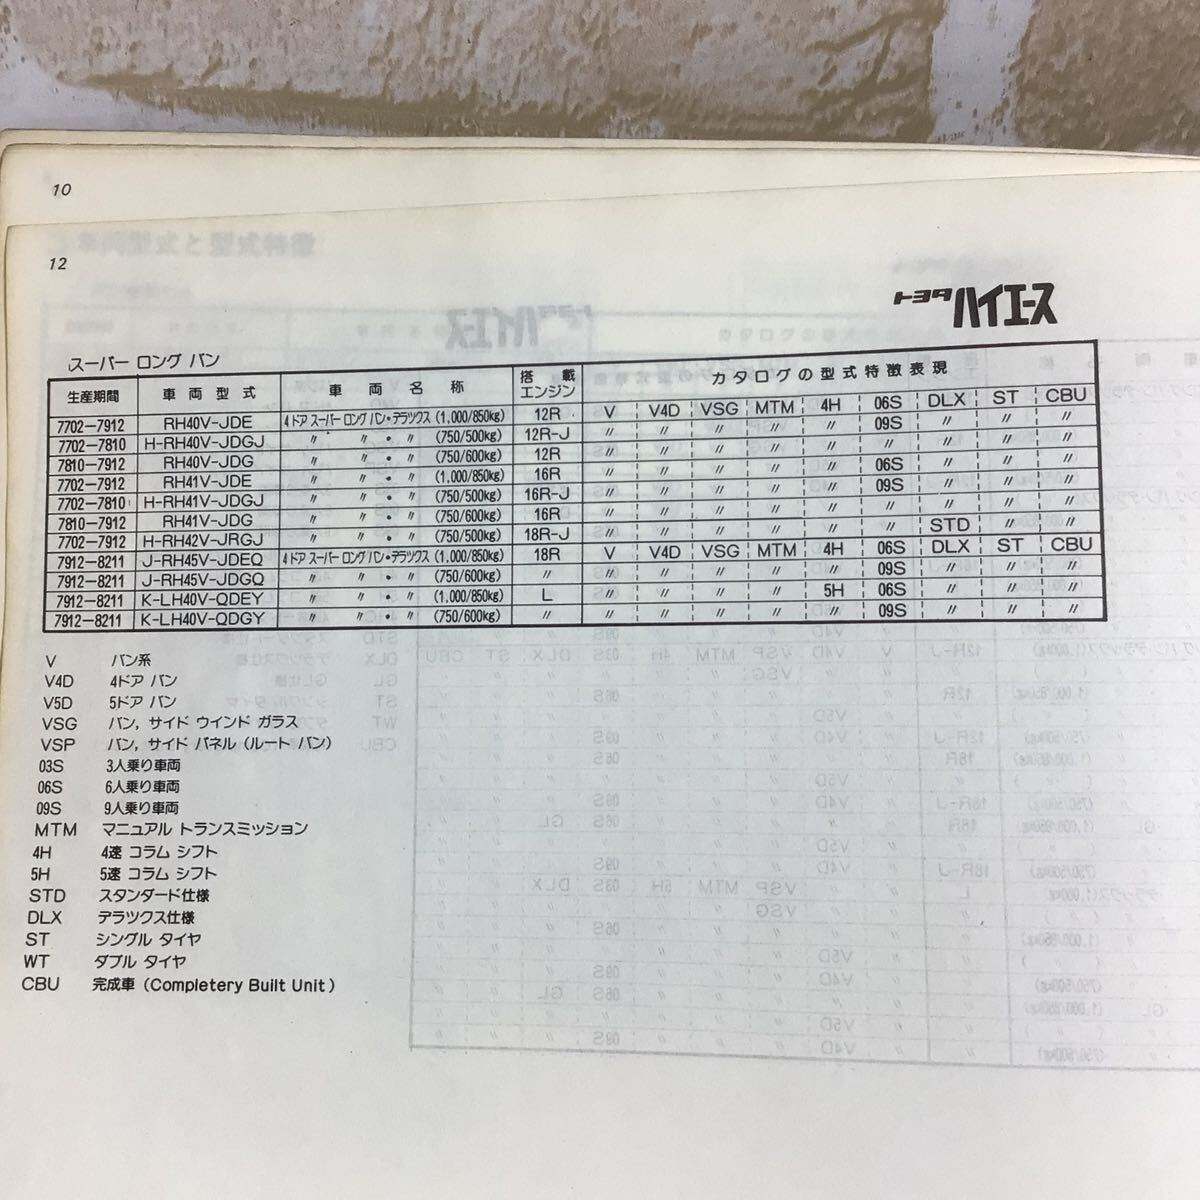 10
12
トヨタ ハイエース
スーパー ロング バン
生産期間 車両型式 車両名称 搭載エンジン カタログの型式特徴表現
7702-7912 RH40V-JDE 4ドア スーパー ロング バン・デラックス (1,000/850kg) 12R V V4D VSG MTM 4H 06S DLX ST CBU
7702-7810 H-RH40V-JDGJ 〃 〃 • 〃 (750/500kg) 12R-J 〃 〃 〃 〃 〃 09S 〃 〃 〃
7810-7912 RH40V-JDG 〃 〃 • 〃 (750/600kg) 12R 〃 〃 〃 〃 〃 〃 〃 〃 〃
7702-7912 RH41V-JDE 〃 〃 • 〃 (1,000/850kg) 16R 〃 〃 〃 〃 〃 06S 〃 〃 〃
7702-7810 H-RH41V-JDGJ 〃 〃 • 〃 (750/500kg) 16R-J 〃 〃 〃 〃 〃 09S 〃 〃 〃
7810-7912 RH41V-JDG 〃 〃 • 〃 (750/600kg) 16R 〃 〃 〃 〃 〃 〃 〃 〃 〃
7702-7912 H-RH42V-JRGJ 〃 〃 • 〃 (750/500kg) 18R-J 〃 〃 〃 〃 〃 〃 STD 〃 〃
7912-8211 J-RH45V-JDEQ 4ドア スーパー ロング バン・デラックス (1,000/850kg) 18R V V4D VSG MTM 4H 06S DLX ST CBU
7912-8211 J-RH45V-JDGQ 〃 〃 • 〃 (750/600kg) 〃 〃 〃 〃 〃 〃 09S 〃 〃 〃
7912-8211 K-LH40V-QDEY 〃 〃 • 〃 (1,000/850kg) L 〃 〃 〃 〃 5H 06S 〃 〃 〃
7912-8211 K-LH40V-QDGY 〃 〃 • 〃 (750/600kg) 〃 〃 〃 〃 〃 〃 09S 〃 〃 〃
V バン系
V4D 4ドア バン
V5D 5ドア バン
VSG バン, サイド ウインド ガラス
VSP バン, サイド パネル (ルート バン)
03S 3人乗り車両
06S 6人乗り車両
09S 9人乗り車両
MTM マニュアル トランスミッション
4H 4速 コラム シフト
5H 5速 コラム シフト
STD スタンダード仕様
DLX デラックス仕様
ST シングル タイヤ
WT ダブル タイヤ
CBU 完成車 (Completery Built Unit)